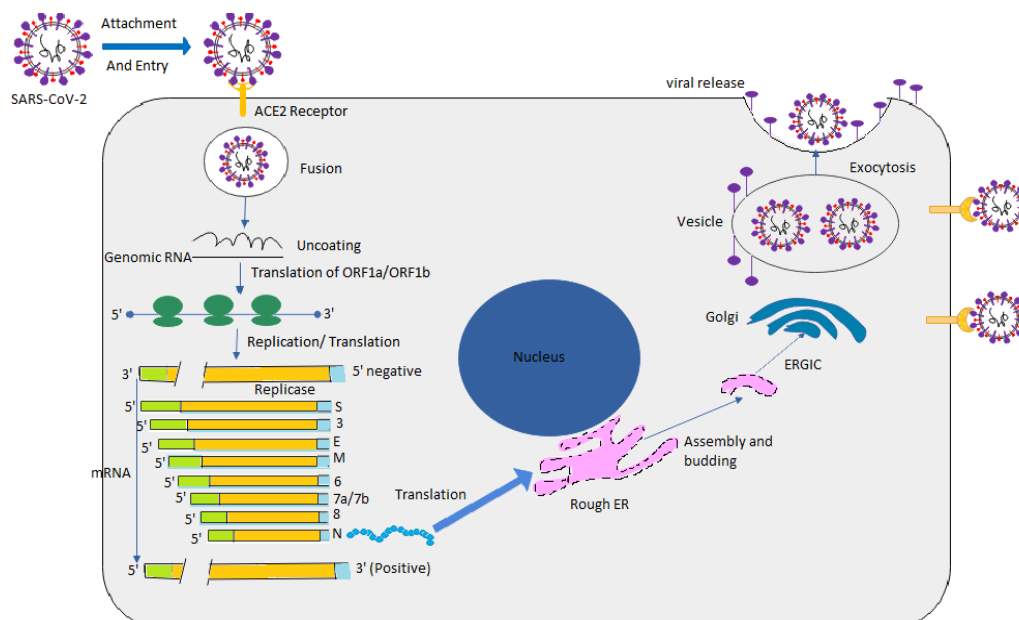 Attachment
And Entry
SARS-CoV-2
ACE2 Receptor
Fusion
Uncoating
Genomic RNA
Translation of ORF1a/ORF1b
5'
3'
Replication/ Translation
3'
5' negative
Replicase
5'
S
5'
3
5'
E
5'
M
mRNA
5'
6
5'
7a/7b
5'
8
5'
N
5'
3' (Positive)
Translation
Nucleus
Rough ER
Assembly and
budding
ERGIC
Golgi
Vesicle
Exocytosis
viral release